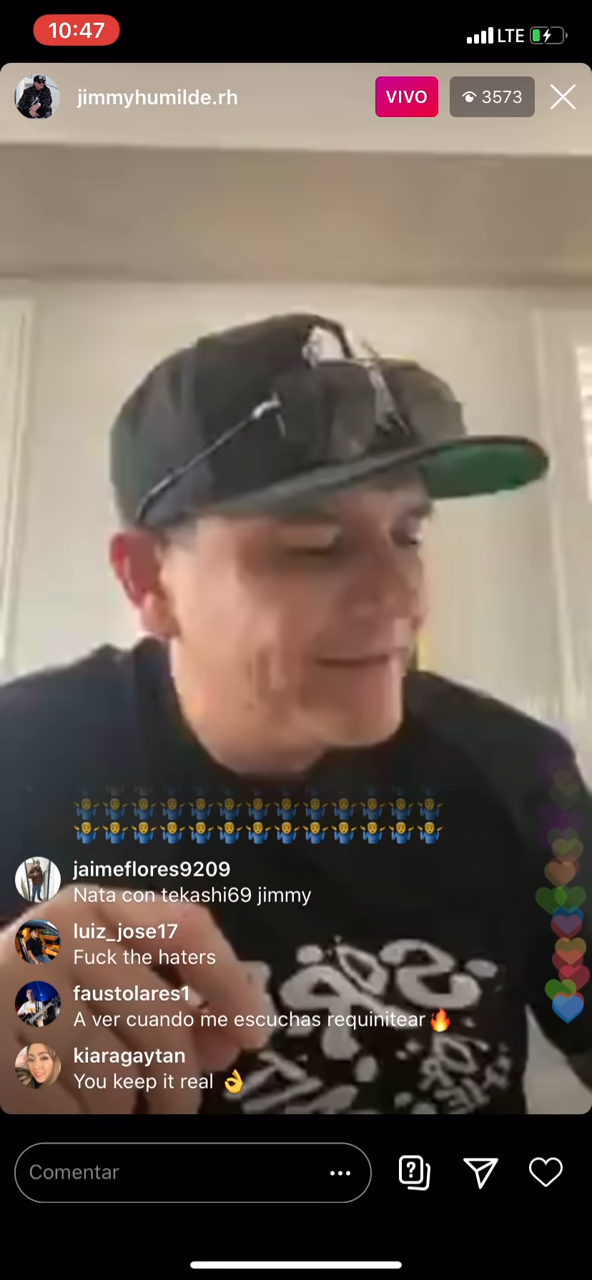 10:47
LTE
jimmyhumilde.rh
VIVO
3573
jaimeflores9209
Nata con tekashi69 jimmy
luiz_jose17
Fuck the haters
faustolares1
A ver cuando me escuchas requinitear🔥
kiaragaytan
You keep it real 👌
Comentar